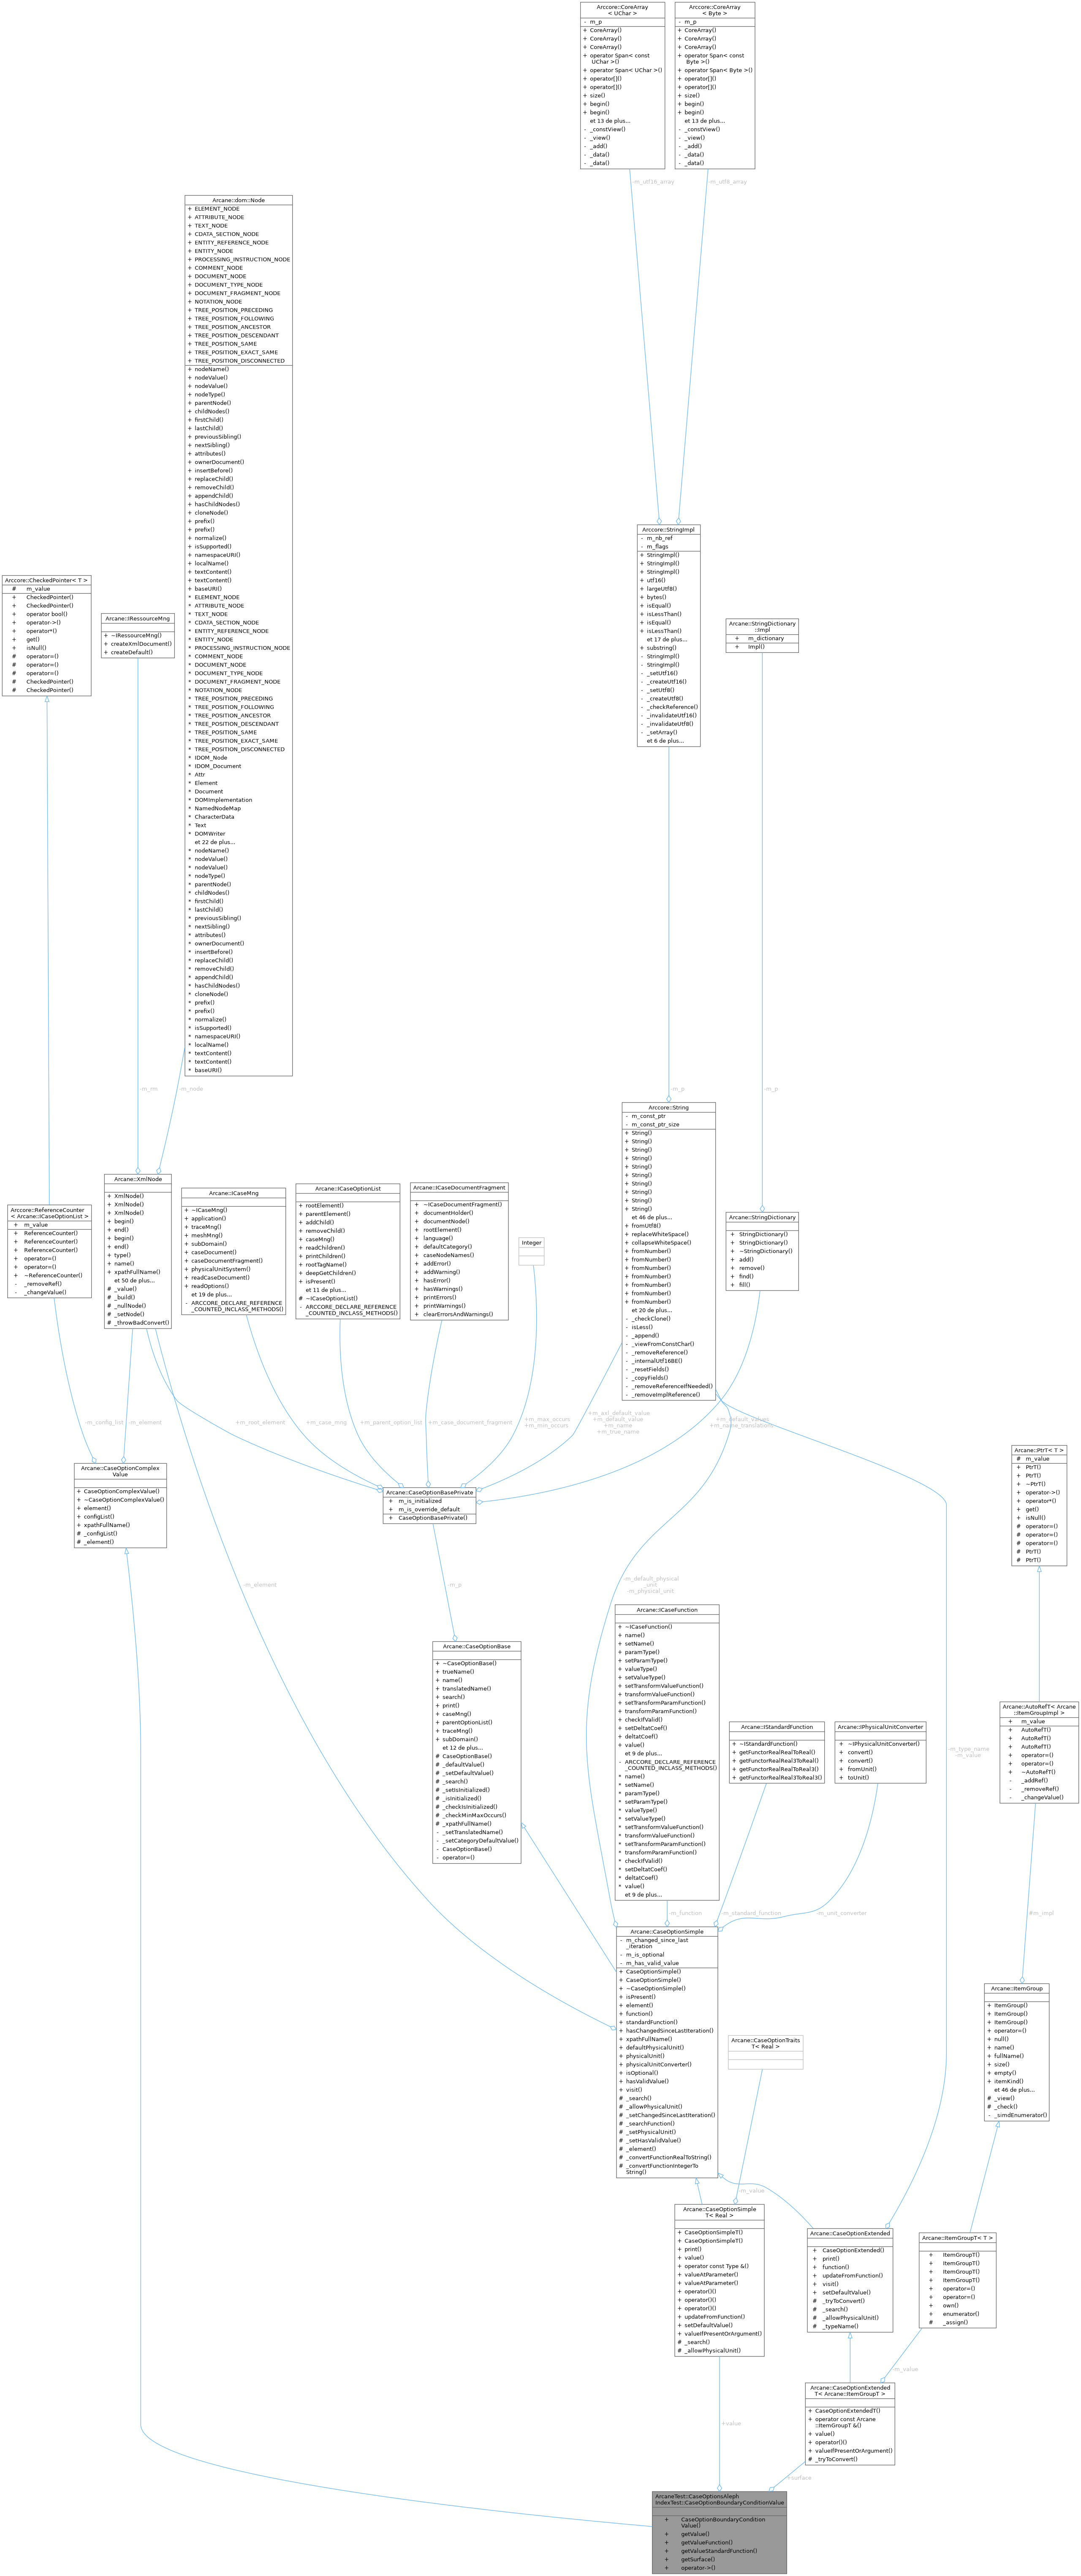 Arccore::CoreArray
< UChar >
- m_p
+ CoreArray()
+ CoreArray()
+ CoreArray()
+ operator Span< const
UChar >()
+ operator Span< UChar >()
+ operator[]()
+ operator[]()
+ size()
+ begin()
+ begin()
et 13 de plus...
- _constView()
- _view()
- _add()
- _data()
- _data()
Arccore::CoreArray
< Byte >
- m_p
+ CoreArray()
+ CoreArray()
+ CoreArray()
+ operator Span< const
Byte >()
+ operator Span< Byte >()
+ operator[]()
+ operator[]()
+ size()
+ begin()
+ begin()
et 13 de plus...
- _constView()
- _view()
- _add()
- _data()
- _data()
-m_utf16_array
-m_utf8_array
Arcane::dom::Node
+ ELEMENT_NODE
+ ATTRIBUTE_NODE
+ TEXT_NODE
+ CDATA_SECTION_NODE
+ ENTITY_REFERENCE_NODE
+ ENTITY_NODE
+ PROCESSING_INSTRUCTION_NODE
+ COMMENT_NODE
+ DOCUMENT_NODE
+ DOCUMENT_TYPE_NODE
+ DOCUMENT_FRAGMENT_NODE
+ NOTATION_NODE
+ TREE_POSITION_PRECEDING
+ TREE_POSITION_FOLLOWING
+ TREE_POSITION_ANCESTOR
+ TREE_POSITION_DESCENDANT
+ TREE_POSITION_SAME
+ TREE_POSITION_EXACT_SAME
+ TREE_POSITION_DISCONNECTED
+ nodeName()
+ nodeValue()
+ nodeValue()
+ nodeType()
+ parentNode()
+ childNodes()
+ firstChild()
+ lastChild()
+ previousSibling()
+ nextSibling()
+ attributes()
+ ownerDocument()
+ insertBefore()
+ replaceChild()
+ removeChild()
+ appendChild()
+ hasChildNodes()
+ cloneNode()
+ prefix()
+ prefix()
+ normalize()
+ isSupported()
+ namespaceURI()
+ localName()
+ textContent()
+ textContent()
+ baseURI()
* ELEMENT_NODE
* ATTRIBUTE_NODE
* TEXT_NODE
* CDATA_SECTION_NODE
* ENTITY_REFERENCE_NODE
* ENTITY_NODE
* PROCESSING_INSTRUCTION_NODE
* COMMENT_NODE
* DOCUMENT_NODE
* DOCUMENT_TYPE_NODE
* DOCUMENT_FRAGMENT_NODE
* NOTATION_NODE
* TREE_POSITION_PRECEDING
* TREE_POSITION_FOLLOWING
* TREE_POSITION_ANCESTOR
* TREE_POSITION_DESCENDANT
* TREE_POSITION_SAME
* TREE_POSITION_EXACT_SAME
* TREE_POSITION_DISCONNECTED
* IDOM_Node
* IDOM_Document
* Attr
* Element
* Document
* DOMImplementation
* NamedNodeMap
* CharacterData
* Text
* DOMWriter
et 22 de plus...
* nodeName()
* nodeValue()
* nodeValue()
* nodeType()
* parentNode()
* childNodes()
* firstChild()
* lastChild()
* previousSibling()
* nextSibling()
* attributes()
* ownerDocument()
* insertBefore()
* replaceChild()
* removeChild()
* appendChild()
* hasChildNodes()
* cloneNode()
* prefix()
* prefix()
* normalize()
* isSupported()
* namespaceURI()
* localName()
* textContent()
* textContent()
* baseURI()
Arccore::CheckedPointer< T >
# m_value
+ CheckedPointer()
+ CheckedPointer()
+ operator bool()
+ operator->()
+ operator*()
+ get()
+ isNull()
# operator=()
# operator=()
# operator=()
# CheckedPointer()
# CheckedPointer()
Arcane::IRessourceMng
+ ~IRessourceMng()
+ createXmlDocument()
+ createDefault()
Arccore::StringImpl
- m_nb_ref
- m_flags
+ StringImpl()
+ StringImpl()
+ StringImpl()
+ utf16()
+ largeUtf8()
+ bytes()
+ isEqual()
+ isLessThan()
+ isEqual()
+ isLessThan()
et 17 de plus...
+ substring()
- StringImpl()
- StringImpl()
- _setUtf16()
- _createUtf16()
- _setUtf8()
- _createUtf8()
- _checkReference()
- _invalidateUtf16()
- _invalidateUtf8()
- _setArray()
et 6 de plus...
Arcane::StringDictionary
::Impl
+ m_dictionary
+ Impl()
-m_rm
-m_node
-m_p
-m_p
Arccore::ReferenceCounter
< Arcane::ICaseOptionList >
+ m_value
+ ReferenceCounter()
+ ReferenceCounter()
+ ReferenceCounter()
+ operator=()
+ operator=()
+ ~ReferenceCounter()
- _removeRef()
- _changeValue()
Arcane::XmlNode
+ XmlNode()
+ XmlNode()
+ XmlNode()
+ begin()
+ end()
+ begin()
+ end()
+ type()
+ name()
+ xpathFullName()
et 50 de plus...
# _value()
# _build()
# _nullNode()
# _setNode()
# _throwBadConvert()
Arcane::ICaseMng
+ ~ICaseMng()
+ application()
+ traceMng()
+ meshMng()
+ subDomain()
+ caseDocument()
+ caseDocumentFragment()
+ physicalUnitSystem()
+ readCaseDocument()
+ readOptions()
et 19 de plus...
- ARCCORE_DECLARE_REFERENCE
_COUNTED_INCLASS_METHODS()
Arcane::ICaseOptionList
+ rootElement()
+ parentElement()
+ addChild()
+ removeChild()
+ caseMng()
+ readChildren()
+ printChildren()
+ rootTagName()
+ deepGetChildren()
+ isPresent()
et 11 de plus...
# ~ICaseOptionList()
- ARCCORE_DECLARE_REFERENCE
_COUNTED_INCLASS_METHODS()
Arcane::ICaseDocumentFragment
+ ~ICaseDocumentFragment()
+ documentHolder()
+ documentNode()
+ rootElement()
+ language()
+ defaultCategory()
+ caseNodeNames()
+ addError()
+ addWarning()
+ hasError()
+ hasWarnings()
+ printErrors()
+ printWarnings()
+ clearErrorsAndWarnings()
Integer
Arccore::String
- m_const_ptr
- m_const_ptr_size
+ String()
+ String()
+ String()
+ String()
+ String()
+ String()
+ String()
+ String()
+ String()
+ String()
et 46 de plus...
+ fromUtf8()
+ replaceWhiteSpace()
+ collapseWhiteSpace()
+ fromNumber()
+ fromNumber()
+ fromNumber()
+ fromNumber()
+ fromNumber()
+ fromNumber()
+ fromNumber()
et 20 de plus...
- _checkClone()
- isLess()
- _append()
- _viewFromConstChar()
- _removeReference()
- _internalUtf16BE()
- _resetFields()
- _copyFields()
- _removeReferenceIfNeeded()
- _removeImplReference()
Arcane::StringDictionary
+ StringDictionary()
+ StringDictionary()
+ ~StringDictionary()
+ add()
+ remove()
+ find()
+ fill()
-m_config_list
-m_element
+m_root_element
+m_case_mng
+m_parent_option_list
+m_case_document_fragment
+m_max_occurs
+m_min_occurs
+m_axl_default_value
+m_default_value
+m_name
+m_true_name
+m_default_values
+m_name_translations
Arcane::CaseOptionComplex
Value
+ CaseOptionComplexValue()
+ ~CaseOptionComplexValue()
+ element()
+ configList()
+ xpathFullName()
# _configList()
# _element()
Arcane::CaseOptionBasePrivate
+ m_is_initialized
+ m_is_override_default
+ CaseOptionBasePrivate()
Arcane::PtrT< T >
# m_value
+ PtrT()
+ PtrT()
+ ~PtrT()
+ operator->()
+ operator*()
+ get()
+ isNull()
# operator=()
# operator=()
# operator=()
# PtrT()
# PtrT()
-m_element
-m_p
-m_default_physical
_unit
-m_physical_unit
Arcane::CaseOptionBase
+ ~CaseOptionBase()
+ trueName()
+ name()
+ translatedName()
+ search()
+ print()
+ caseMng()
+ parentOptionList()
+ traceMng()
+ subDomain()
et 12 de plus...
# CaseOptionBase()
# _defaultValue()
# _setDefaultValue()
# _search()
# _setIsInitialized()
# _isInitialized()
# _checkIsInitialized()
# _checkMinMaxOccurs()
# _xpathFullName()
- _setTranslatedName()
- _setCategoryDefaultValue()
- CaseOptionBase()
- operator=()
Arcane::ICaseFunction
+ ~ICaseFunction()
+ name()
+ setName()
+ paramType()
+ setParamType()
+ valueType()
+ setValueType()
+ setTransformValueFunction()
+ transformValueFunction()
+ setTransformParamFunction()
+ transformParamFunction()
+ checkIfValid()
+ setDeltatCoef()
+ deltatCoef()
+ value()
et 9 de plus...
- ARCCORE_DECLARE_REFERENCE
_COUNTED_INCLASS_METHODS()
* name()
* setName()
* paramType()
* setParamType()
* valueType()
* setValueType()
* setTransformValueFunction()
* transformValueFunction()
* setTransformParamFunction()
* transformParamFunction()
* checkIfValid()
* setDeltatCoef()
* deltatCoef()
* value()
et 9 de plus...
Arcane::IStandardFunction
+ ~IStandardFunction()
+ getFunctorRealRealToReal()
+ getFunctorRealReal3ToReal()
+ getFunctorRealRealToReal3()
+ getFunctorRealReal3ToReal3()
Arcane::IPhysicalUnitConverter
+ ~IPhysicalUnitConverter()
+ convert()
+ convert()
+ fromUnit()
+ toUnit()
-m_type_name
-m_value
Arcane::AutoRefT< Arcane
::ItemGroupImpl >
+ m_value
+ AutoRefT()
+ AutoRefT()
+ AutoRefT()
+ operator=()
+ operator=()
+ ~AutoRefT()
- _addRef()
- _removeRef()
- _changeValue()
-m_function
-m_standard_function
-m_unit_converter
#m_impl
Arcane::CaseOptionSimple
- m_changed_since_last
_iteration
- m_is_optional
- m_has_valid_value
+ CaseOptionSimple()
+ CaseOptionSimple()
+ ~CaseOptionSimple()
+ isPresent()
+ element()
+ function()
+ standardFunction()
+ hasChangedSinceLastIteration()
+ xpathFullName()
+ defaultPhysicalUnit()
+ physicalUnit()
+ physicalUnitConverter()
+ isOptional()
+ hasValidValue()
+ visit()
# _search()
# _allowPhysicalUnit()
# _setChangedSinceLastIteration()
# _searchFunction()
# _setPhysicalUnit()
# _setHasValidValue()
# _element()
# _convertFunctionRealToString()
# _convertFunctionIntegerTo
String()
Arcane::CaseOptionTraits
T< Real >
Arcane::ItemGroup
+ ItemGroup()
+ ItemGroup()
+ ItemGroup()
+ operator=()
+ null()
+ name()
+ fullName()
+ size()
+ empty()
+ itemKind()
et 46 de plus...
# _view()
# _check()
- _simdEnumerator()
-m_value
Arcane::CaseOptionSimple
T< Real >
+ CaseOptionSimpleT()
+ CaseOptionSimpleT()
+ print()
+ value()
+ operator const Type &()
+ valueAtParameter()
+ valueAtParameter()
+ operator()()
+ operator()()
+ operator()()
+ updateFromFunction()
+ setDefaultValue()
+ valueIfPresentOrArgument()
# _search()
# _allowPhysicalUnit()
Arcane::CaseOptionExtended
+ CaseOptionExtended()
+ print()
+ function()
+ updateFromFunction()
+ visit()
+ setDefaultValue()
# _tryToConvert()
# _search()
# _allowPhysicalUnit()
# _typeName()
Arcane::ItemGroupT< T >
+ ItemGroupT()
+ ItemGroupT()
+ ItemGroupT()
+ ItemGroupT()
+ operator=()
+ operator=()
+ own()
+ enumerator()
# _assign()
-m_value
Arcane::CaseOptionExtended
T< Arcane::ItemGroupT >
+ CaseOptionExtendedT()
+ operator const Arcane
::ItemGroupT &()
+ value()
+ operator()()
+ valueIfPresentOrArgument()
# _tryToConvert()
+value
+surface
ArcaneTest::CaseOptionsAleph
IndexTest::CaseOptionBoundaryConditionValue
+ CaseOptionBoundaryCondition
Value()
+ getValue()
+ getValueFunction()
+ getValueStandardFunction()
+ getSurface()
+ operator->()